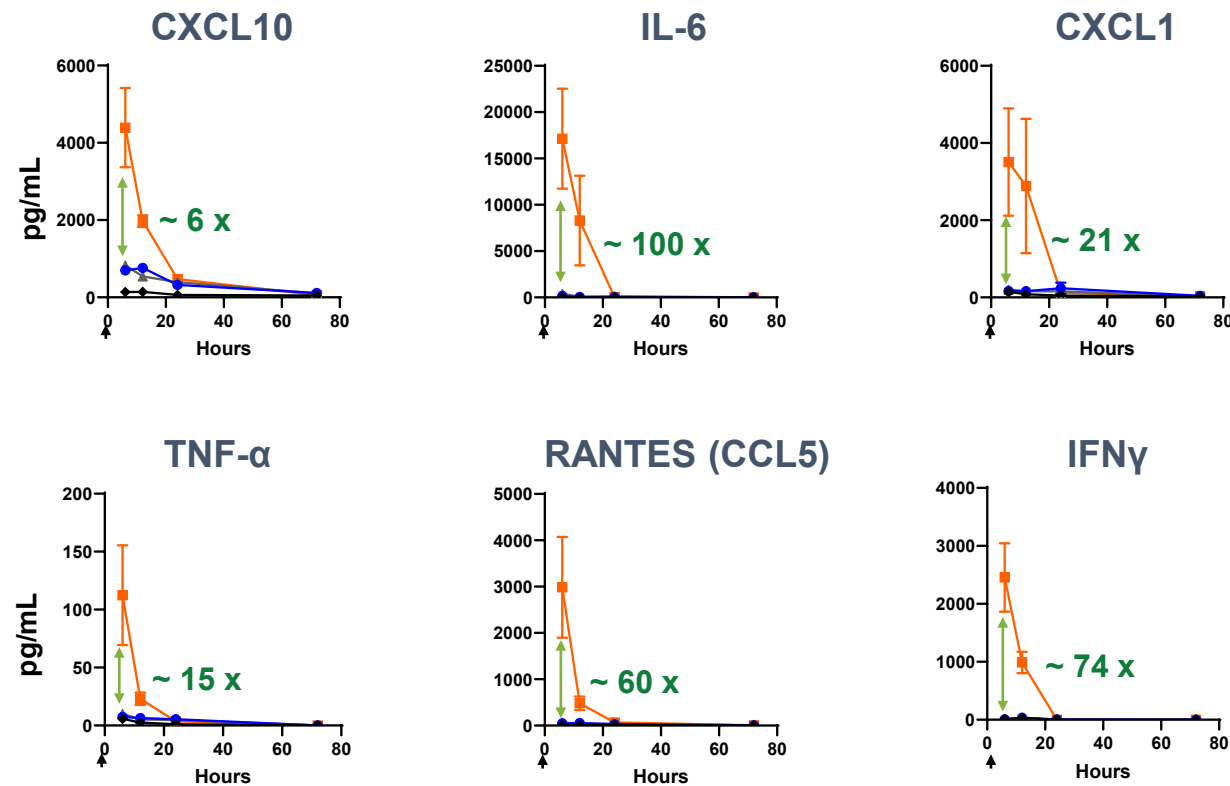 CXCL10
IL-6
CXCL1
pg/mL
6000
4000
2000
0
0 20 40 60 80
Hours
~ 6 x
25000
20000
15000
10000
5000
0
0 20 40 60 80
Hours
~ 100 x
6000
4000
2000
0
0 20 40 60 80
Hours
~ 21 x
TNF-α
RANTES (CCL5)
IFNγ
pg/mL
200
150
100
50
0
0 20 40 60 80
Hours
~ 15 x
5000
4000
3000
2000
1000
0
0 20 40 60 80
Hours
~ 60 x
4000
3000
2000
1000
0
0 20 40 60 80
Hours
~ 74 x